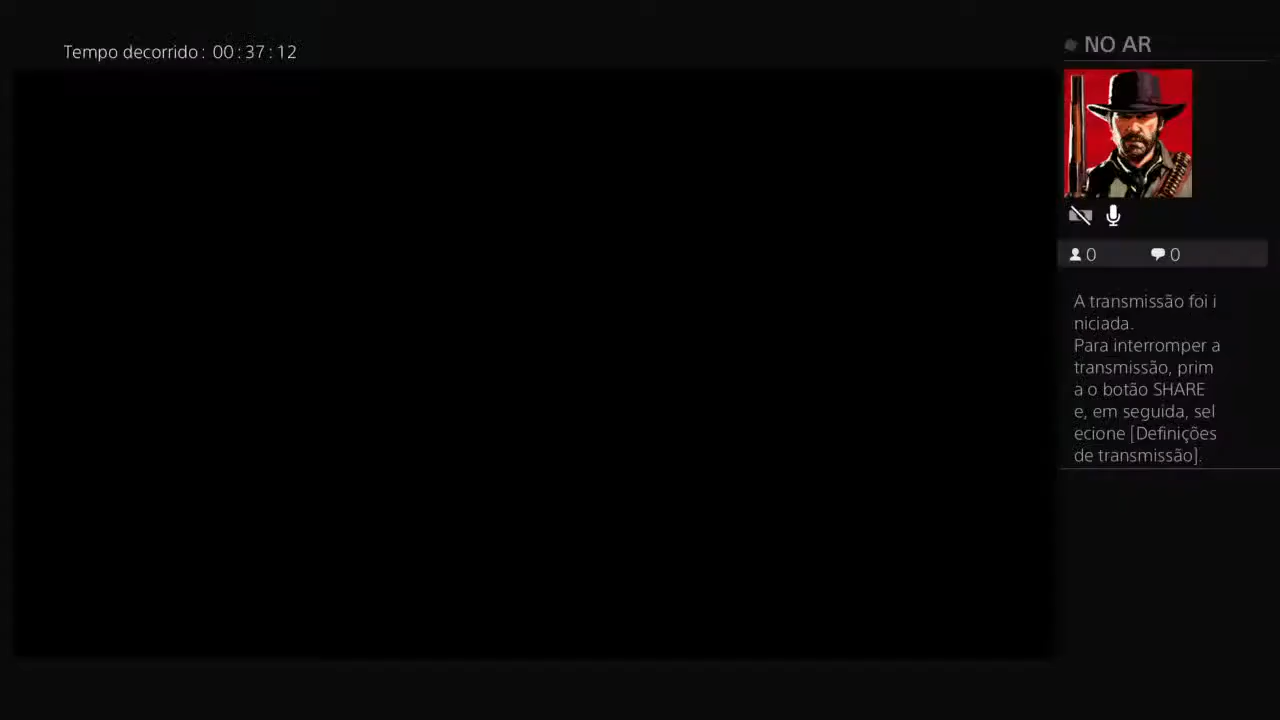 Tempo decorrido: 00:37:12
NO AR
0 0
A transmissão foi i
niciada.
Para interromper a
transmissão, prim
a o botão SHARE
e, em seguida, sel
ecione [Definições
de transmissão].